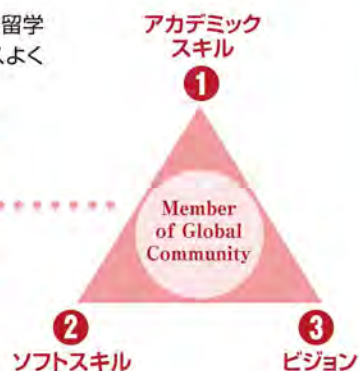 留学
スよく
アカデミック
スキル
1
Member
of Global
Community
2
ソフトスキル
3
ビジョン